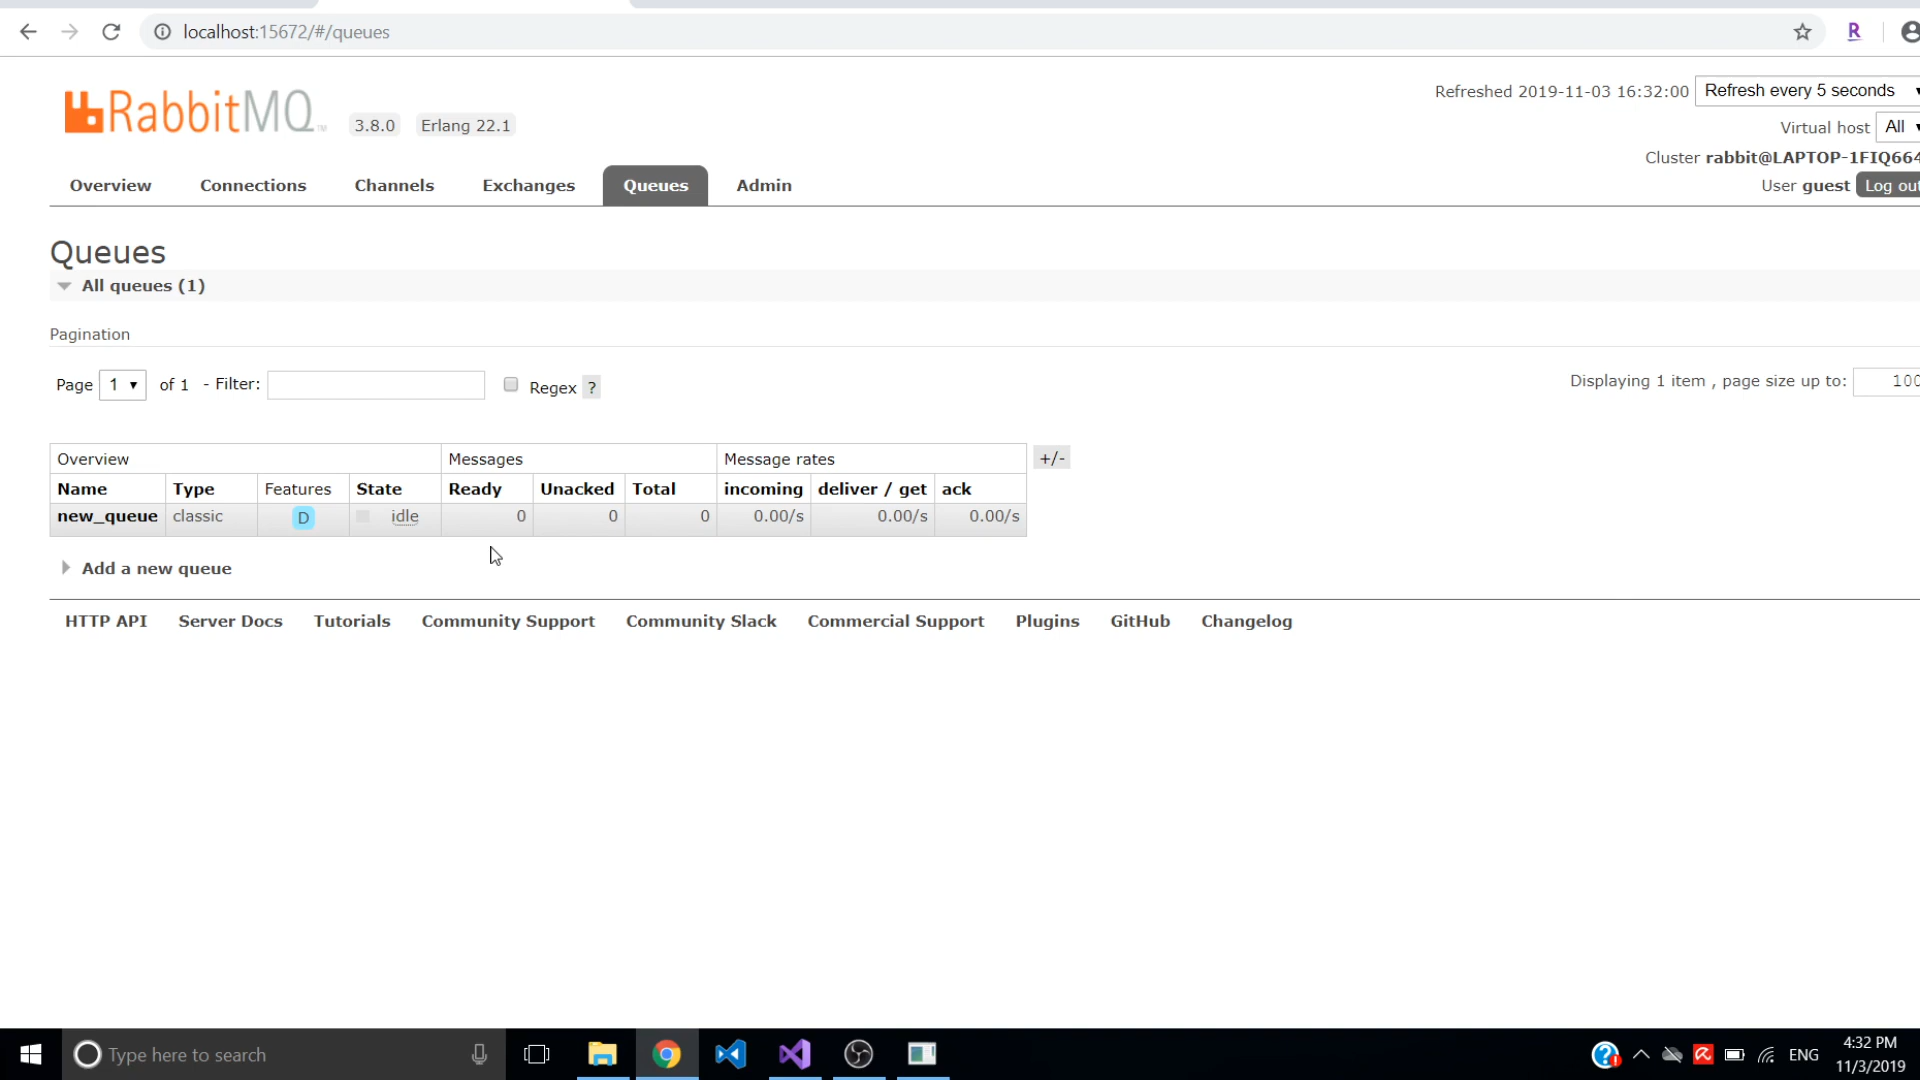 localhost:15672/#/queues
R
RabbitMQ TM 3.8.0 Erlang 22.1
Refreshed 2019-11-03 16:32:00 Refresh every 5 seconds
Virtual host All
Cluster rabbit@LAPTOP-1FIQ664
User guest Log out
Overview Connections Channels Exchanges Queues Admin
Queues
All queues (1)
Pagination
Page 1 of 1 - Filter: Regex ?
Displaying 1 item , page size up to: 100
Overview Messages Message rates +/-
Name Type Features State Ready Unacked Total incoming deliver / get ack
new_queue classic D idle 0 0 0 0.00/s 0.00/s 0.00/s
Add a new queue
HTTP API Server Docs Tutorials Community Support Community Slack Commercial Support Plugins GitHub Changelog
Type here to search
ENG
4:32 PM
11/3/2019